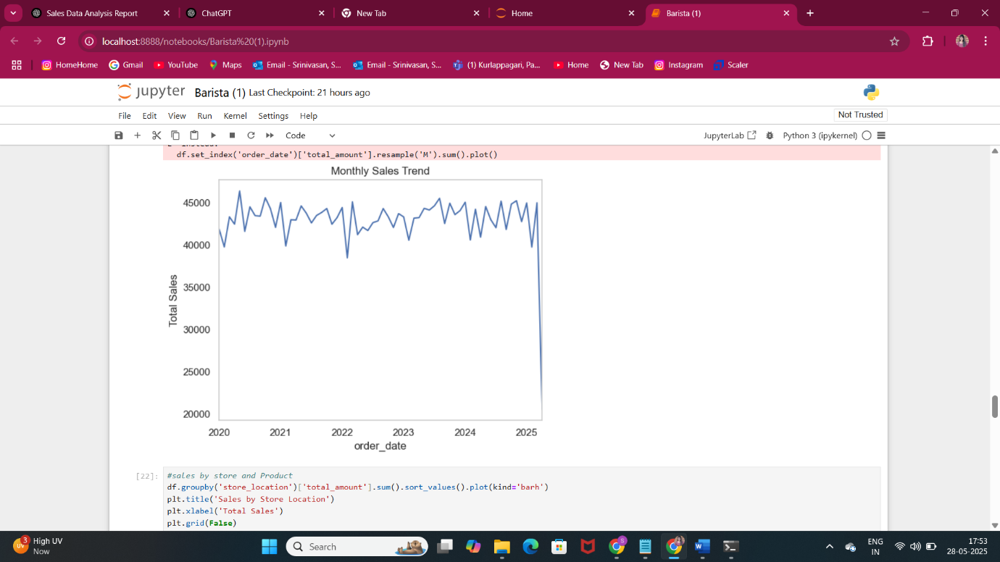 Sales Data Analysis Report
ChatGPT
New Tab
Home
Barista (1)
localhost:8888/notebooks/Barista%20(1).ipynb
HomeHome
Gmail
YouTube
Maps
Email - Srinivasan, S...
Email - Srinivasan, S...
(1) Kurlappagari, Pa...
Home
New Tab
Instagram
Scaler
jupyter Barista (1) Last Checkpoint: 21 hours ago
File Edit View Run Kernel Settings Help
Not Trusted
Code
JupyterLab
Python 3 (ipykernel)
df.set_index('order_date')['total_amount'].resample('M').sum().plot()
Monthly Sales Trend
45000
40000
35000
30000
25000
20000
Total Sales
2020 2021 2022 2023 2024 2025
order_date
[22]:
#sales by store and Product
df.groupby('store_location')['total_amount'].sum().sort_values().plot(kind='barh')
plt.title('Sales by Store Location')
plt.xlabel('Total Sales')
plt.grid(False)
UV
3
High UV
Now
Search
S
W
ENG
IN
17:53
28-05-2025